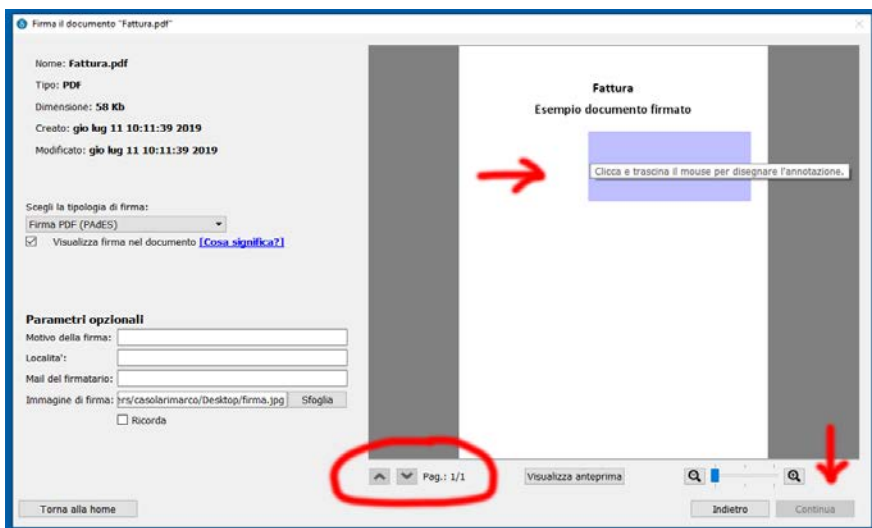 Firma il documento "Fattura.pdf"
Nome: Fattura.pdf
Tipo: PDF
Dimensione: 58 Kb
Creato: gio lug 11 10:11:39 2019
Modificato: gio lug 11 10:11:39 2019
Scegli la tipologia di firma:
Firma PDF (PAdES)
Visualizza firma nel documento [Cosa significa?]
Parametri opzionali
Motivo della firma:
Localita':
Mail del firmatario:
Immagine di firma: ers/casolarimarco/Desktop/firma.jpg Sfoglia
Ricorda
Torna alla home
Fattura
Esempio documento firmato
Clicca e trascina il mouse per disegnare l'annotazione.
Pag.: 1/1 Visualizza anteprima
Indietro Continua